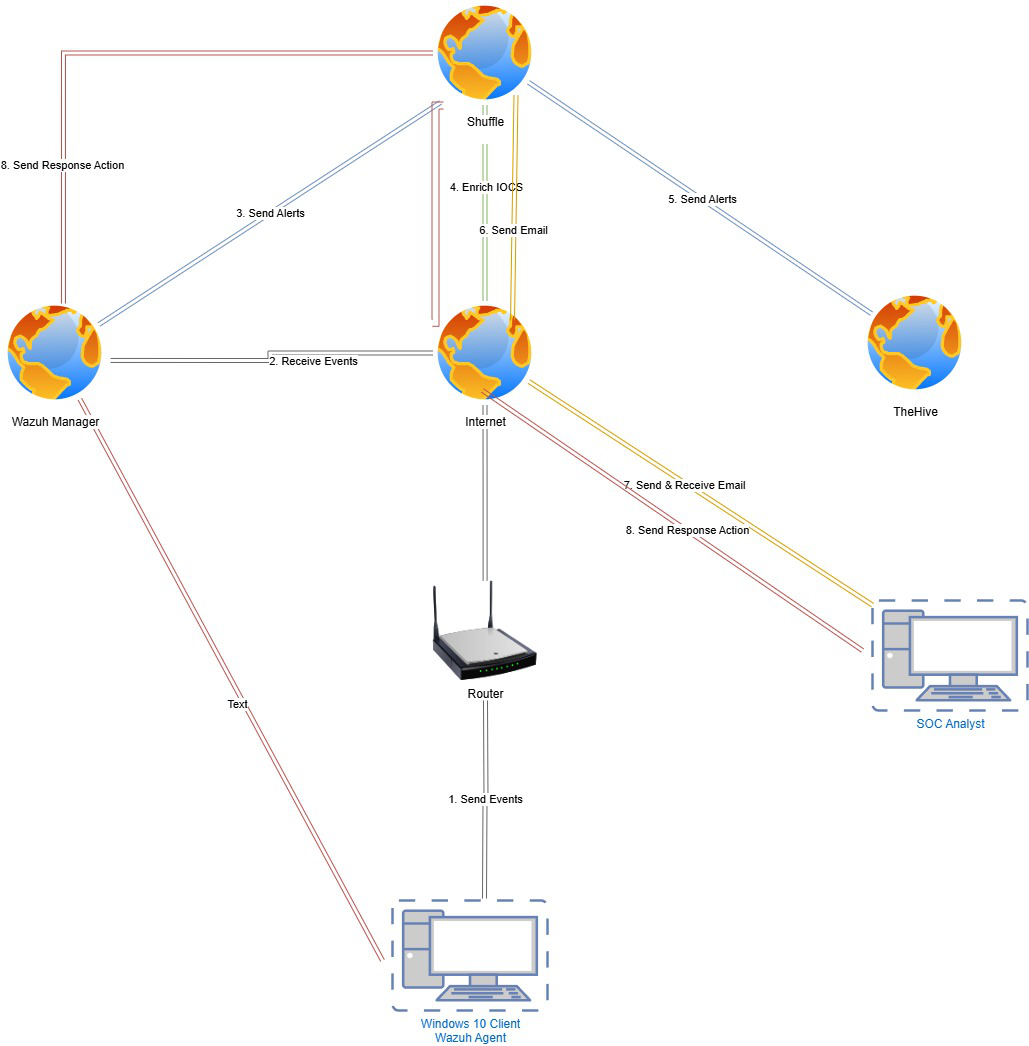 Shuffle
8. Send Response Action
4. Enrich IOCS
5. Send Alerts
3. Send Alerts
6. Send Email
2. Receive Events
TheHive
Wazuh Manager
Internet
7. Send & Receive Email
8. Send Response Action
Router
Text
SOC Analyst
1. Send Events
Windows 10 Client
Wazuh Agent